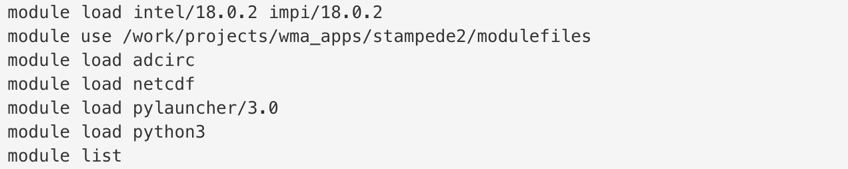 module load intel/18.0.2 impi/18.0.2
module use /work/projects/wma_apps/stampede2/modulefiles
module load adcirc
module load netcdf
module load pylauncher/3.0
module load python3
module list